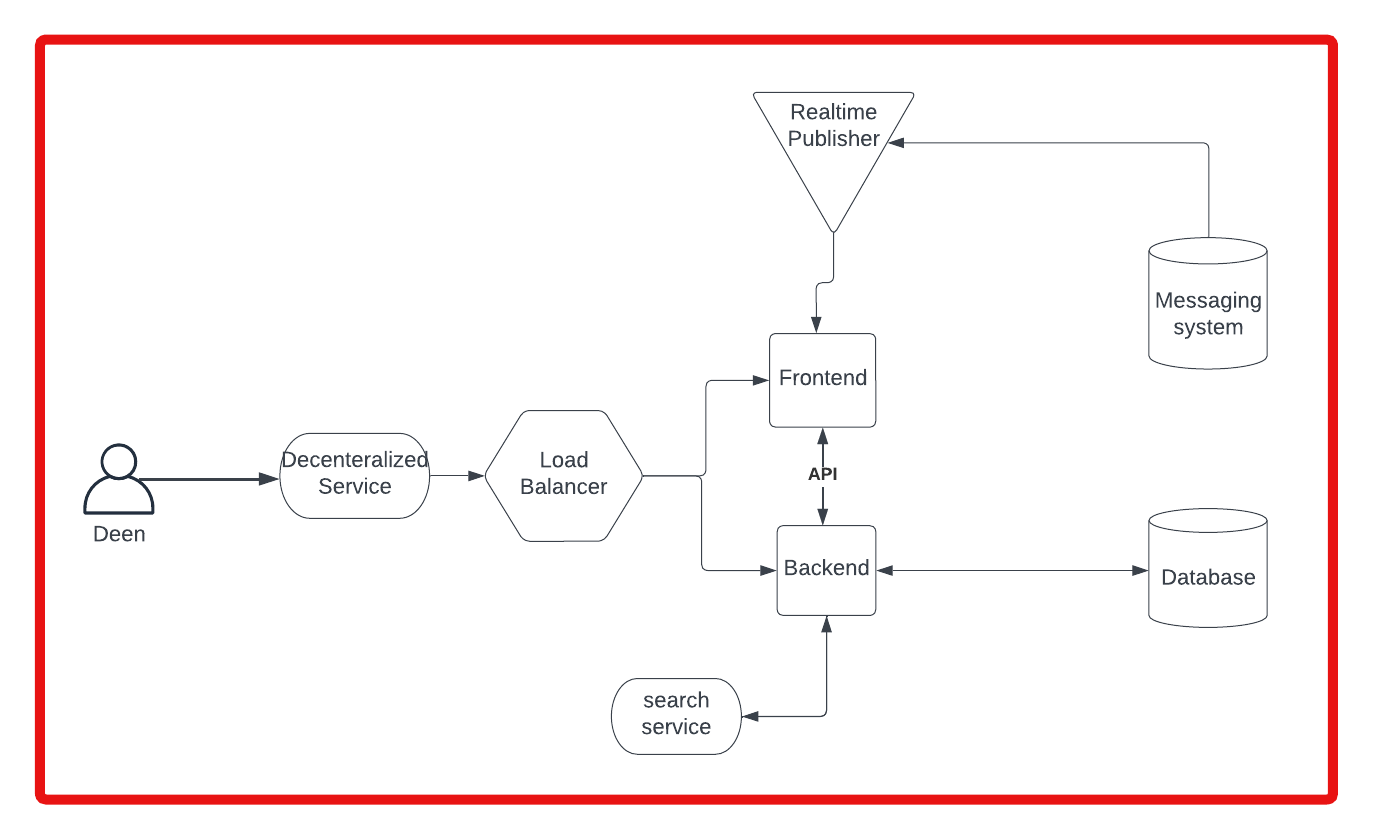 Realtime
Publisher
Messaging
system
Frontend
Decenteralized
Service
Load
Balancer
API
Deen
Backend
Database
search
service